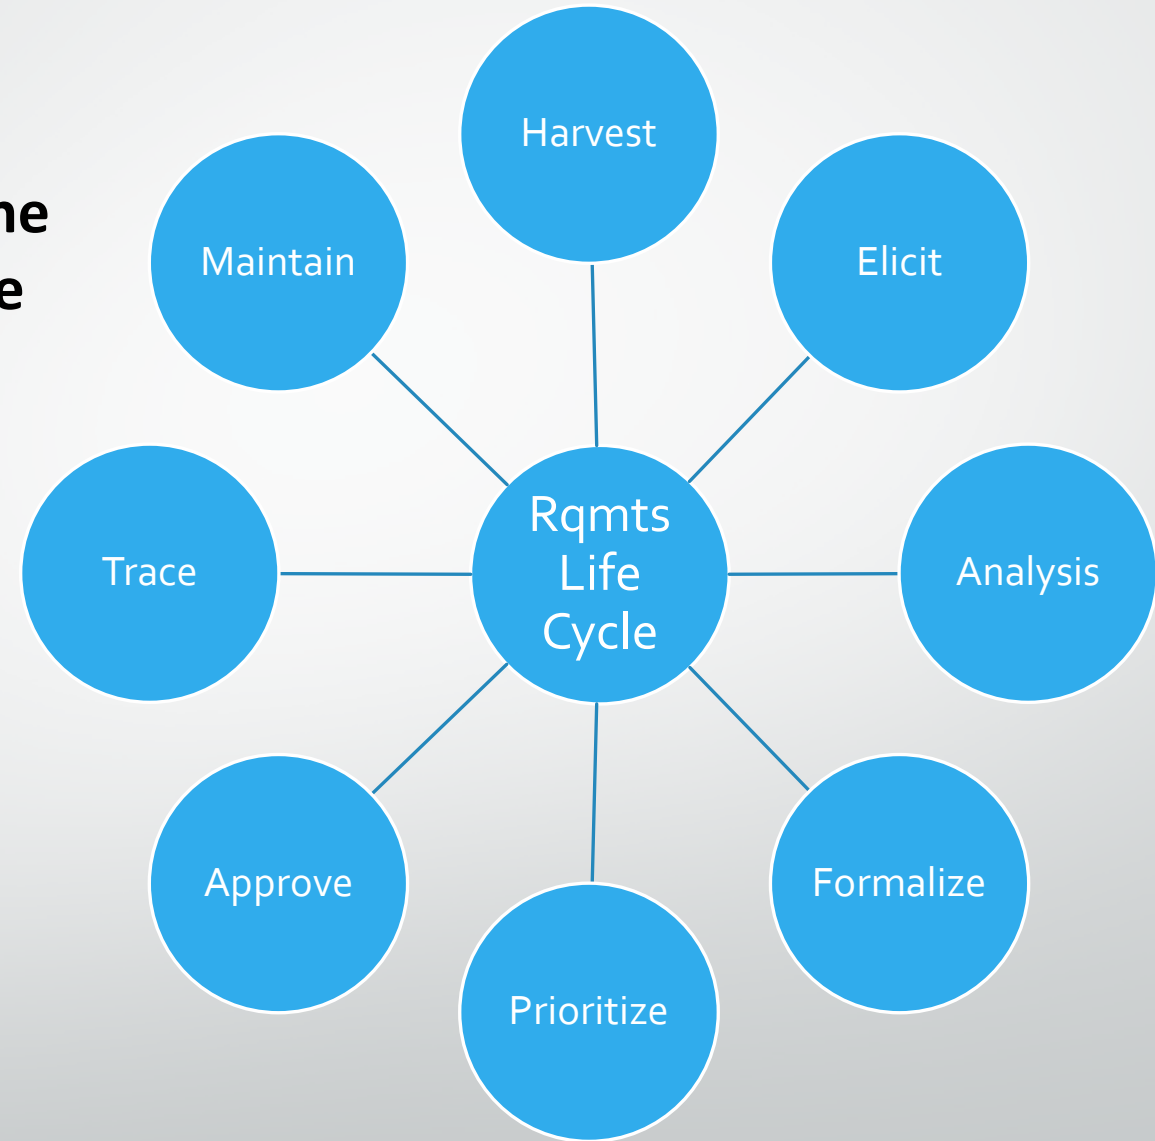 Harvest
Elicit
Analysis
Formalize
Prioritize
Approve
Trace
Maintain
Rqmts
Life
Cycle